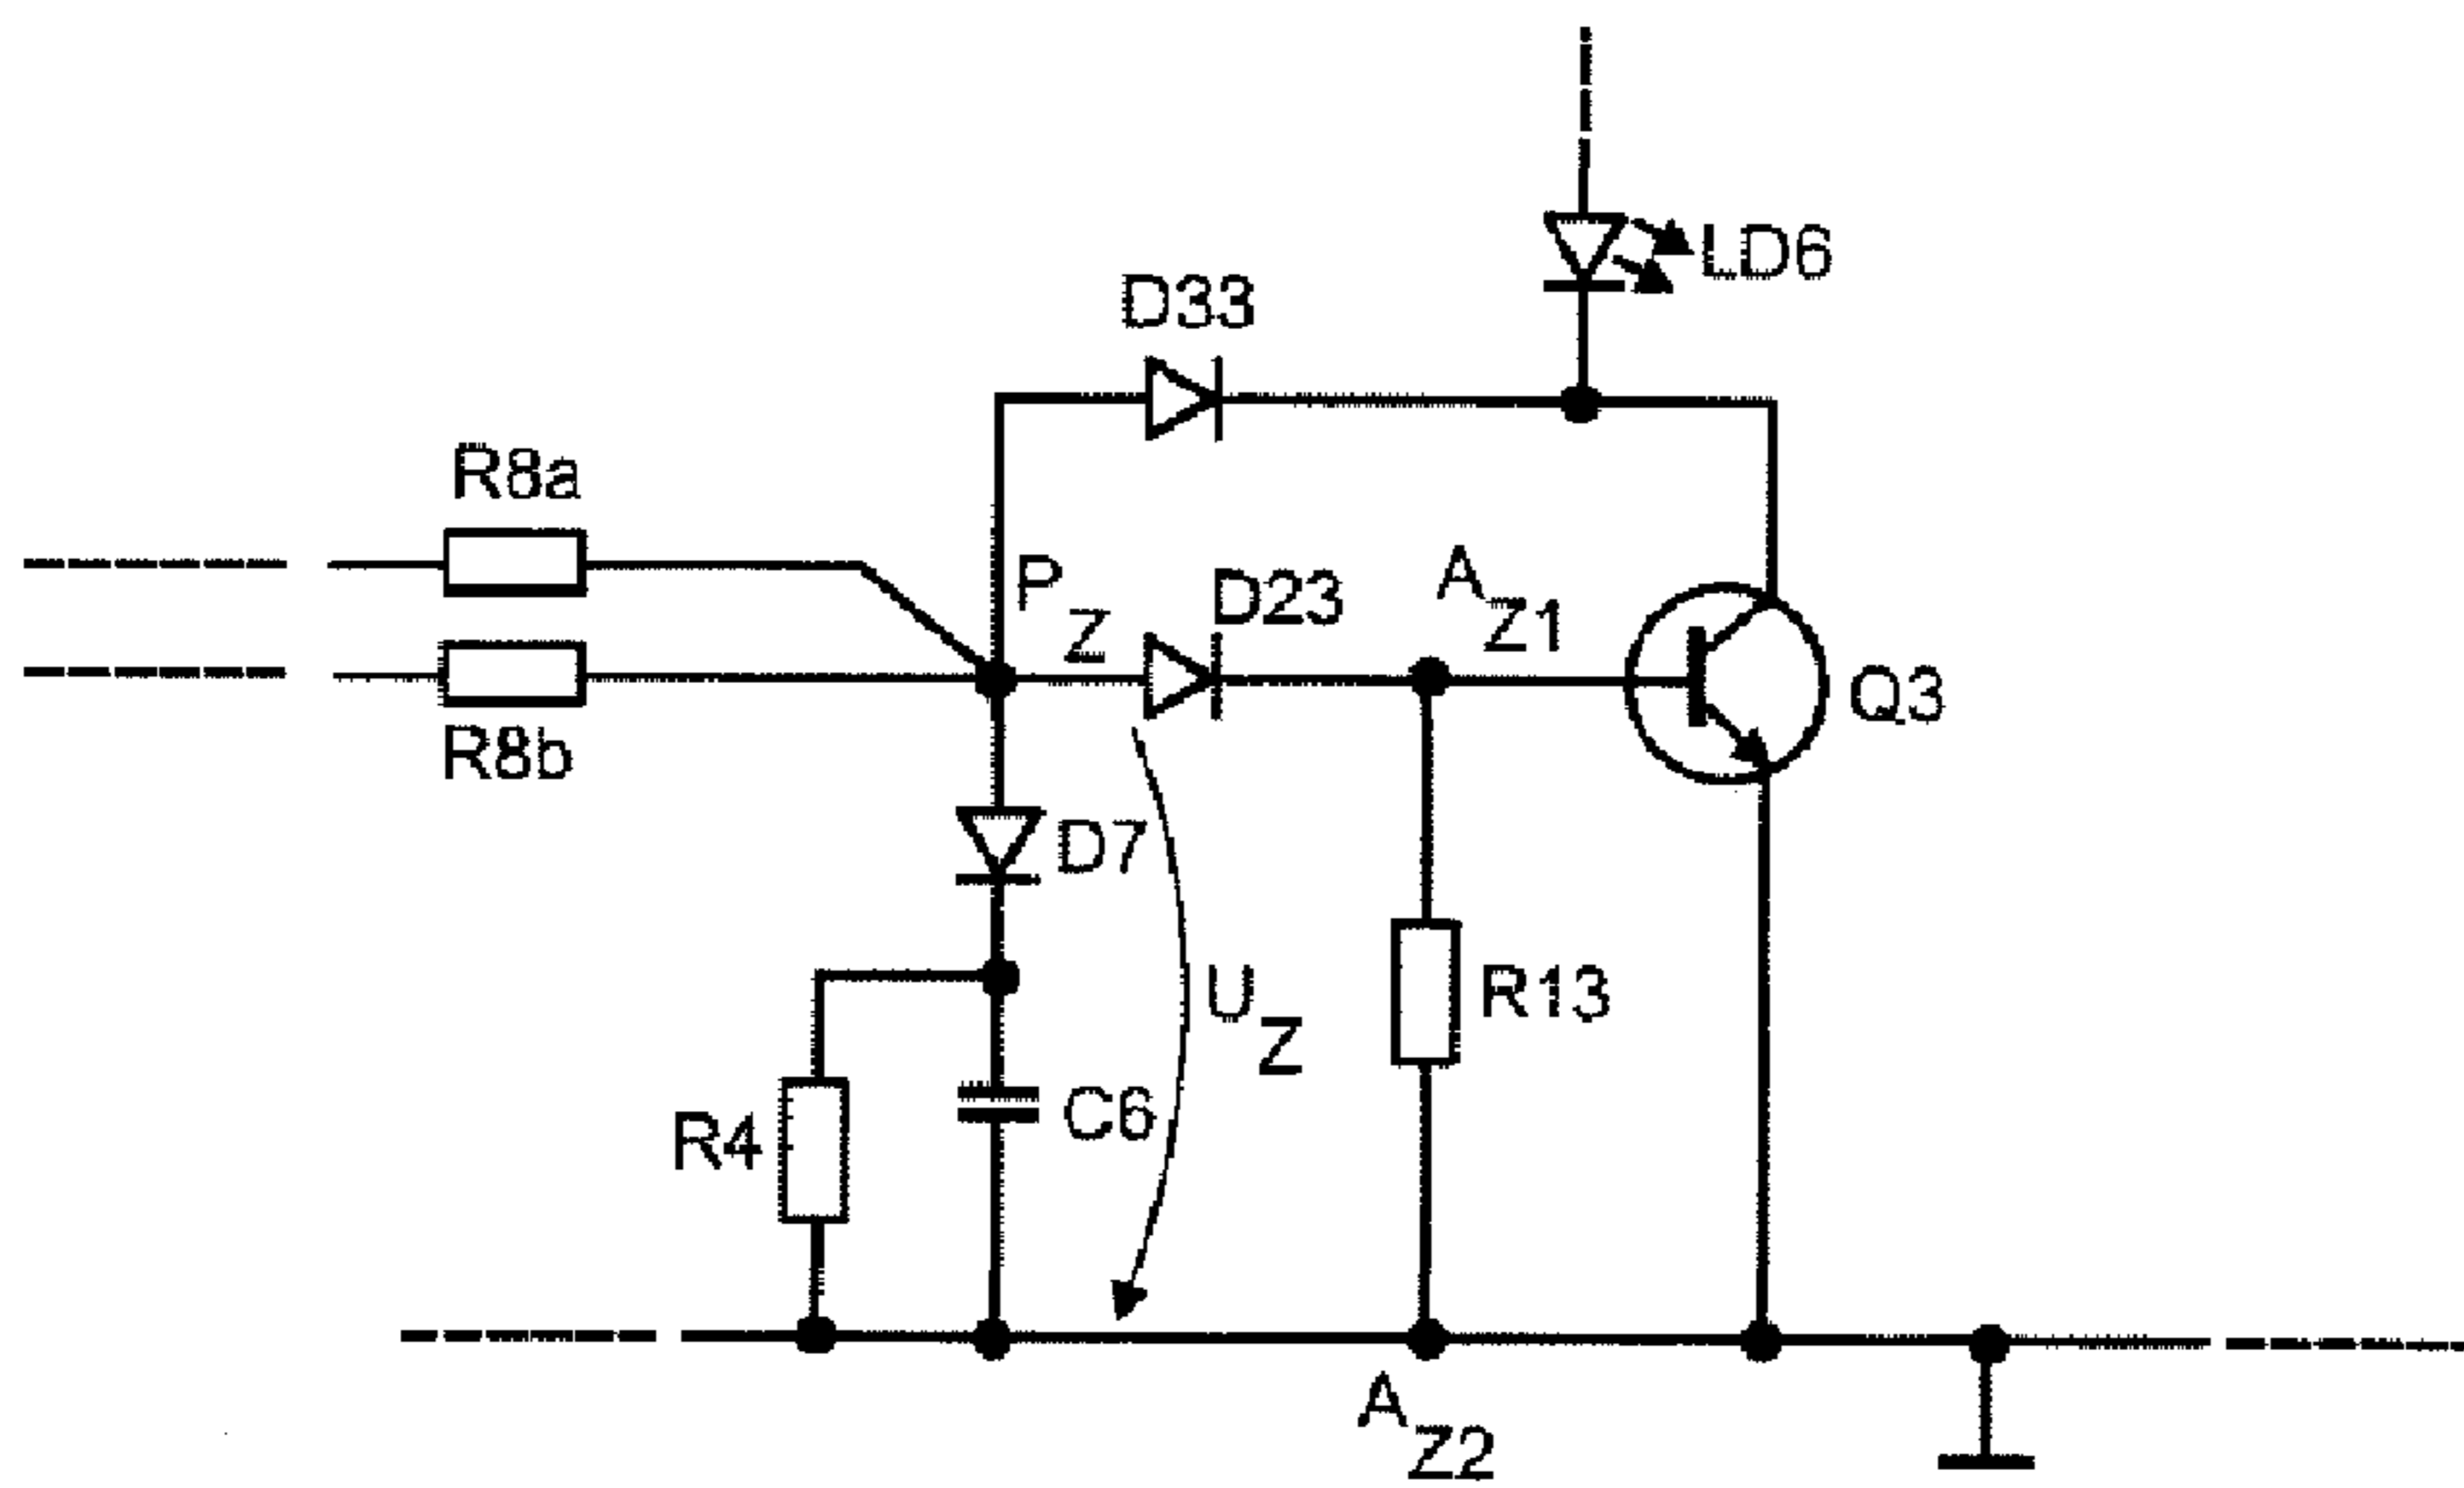 LD6
D33
R8a
P Z
D23
A Z1
Q3
R8b
D7
U Z
R13
R4
C6
A Z2